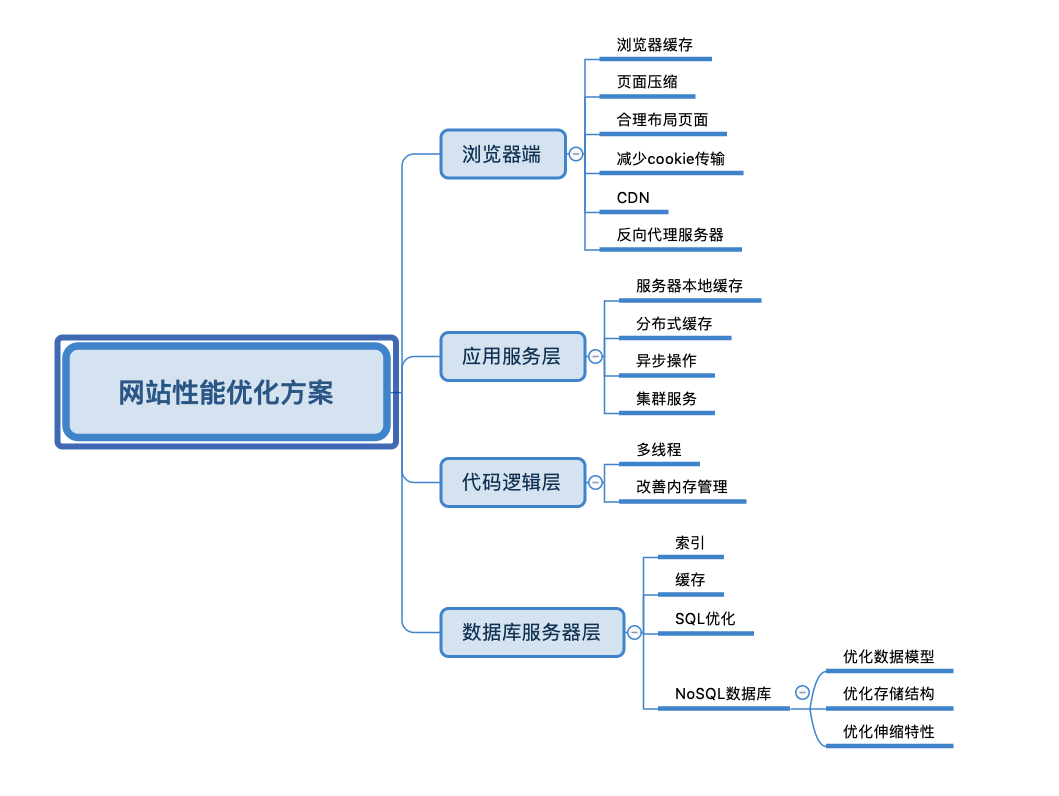 网站性能优化方案
浏览器端
浏览器缓存
页面压缩
合理布局页面
减少cookie传输
CDN
反向代理服务器
应用服务层
服务器本地缓存
分布式缓存
异步操作
集群服务
代码逻辑层
多线程
改善内存管理
数据库服务器层
索引
缓存
SQL优化
NoSQL数据库
优化数据模型
优化存储结构
优化伸缩特性